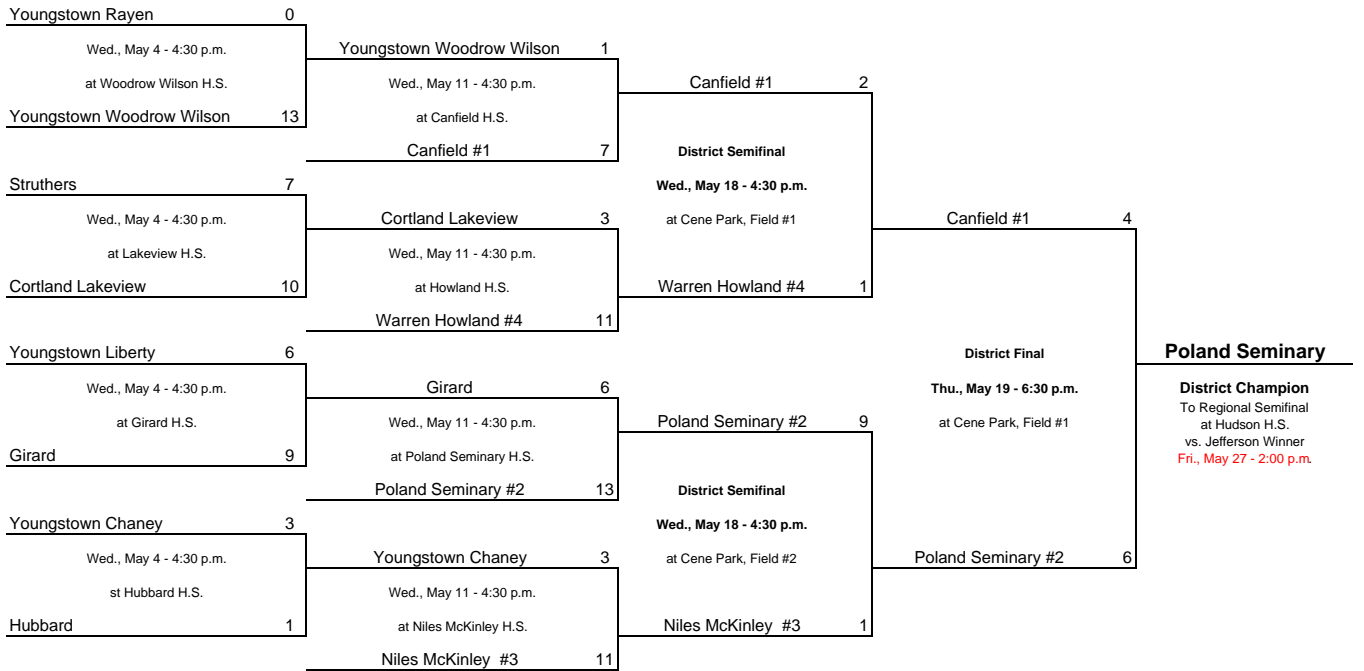 Youngstown Rayen 0
Wed., May 4 - 4:30 p.m.
at Woodrow Wilson H.S.
Youngstown Woodrow Wilson 13
Struthers 7
Wed., May 4 - 4:30 p.m.
at Lakeview H.S.
Cortland Lakeview 10
Youngstown Liberty 6
Wed., May 4 - 4:30 p.m.
at Girard H.S.
Girard 9
Youngstown Chaney 3
Wed., May 4 - 4:30 p.m.
st Hubbard H.S.
Hubbard 1
Youngstown Woodrow Wilson 1
Wed., May 11 - 4:30 p.m.
at Canfield H.S.
Canfield #1 7
Cortland Lakeview 3
Wed., May 11 - 4:30 p.m.
at Howland H.S.
Warren Howland #4 11
Girard 6
Wed., May 11 - 4:30 p.m.
at Poland Seminary H.S.
Poland Seminary #2 13
Youngstown Chaney 3
Wed., May 11 - 4:30 p.m.
at Niles McKinley H.S.
Niles McKinley #3 11
Canfield #1 2
District Semifinal
Wed., May 18 - 4:30 p.m.
at Cene Park, Field #1
Warren Howland #4 1
Poland Seminary #2 9
District Semifinal
Wed., May 18 - 4:30 p.m.
at Cene Park, Field #2
Niles McKinley #3 1
Canfield #1 4
District Final
Thu., May 19 - 6:30 p.m.
at Cene Park, Field #1
Poland Seminary #2 6
Poland Seminary
District Champion
To Regional Semifinal
at Hudson H.S.
vs. Jefferson Winner
Fri., May 27 - 2:00 p.m.